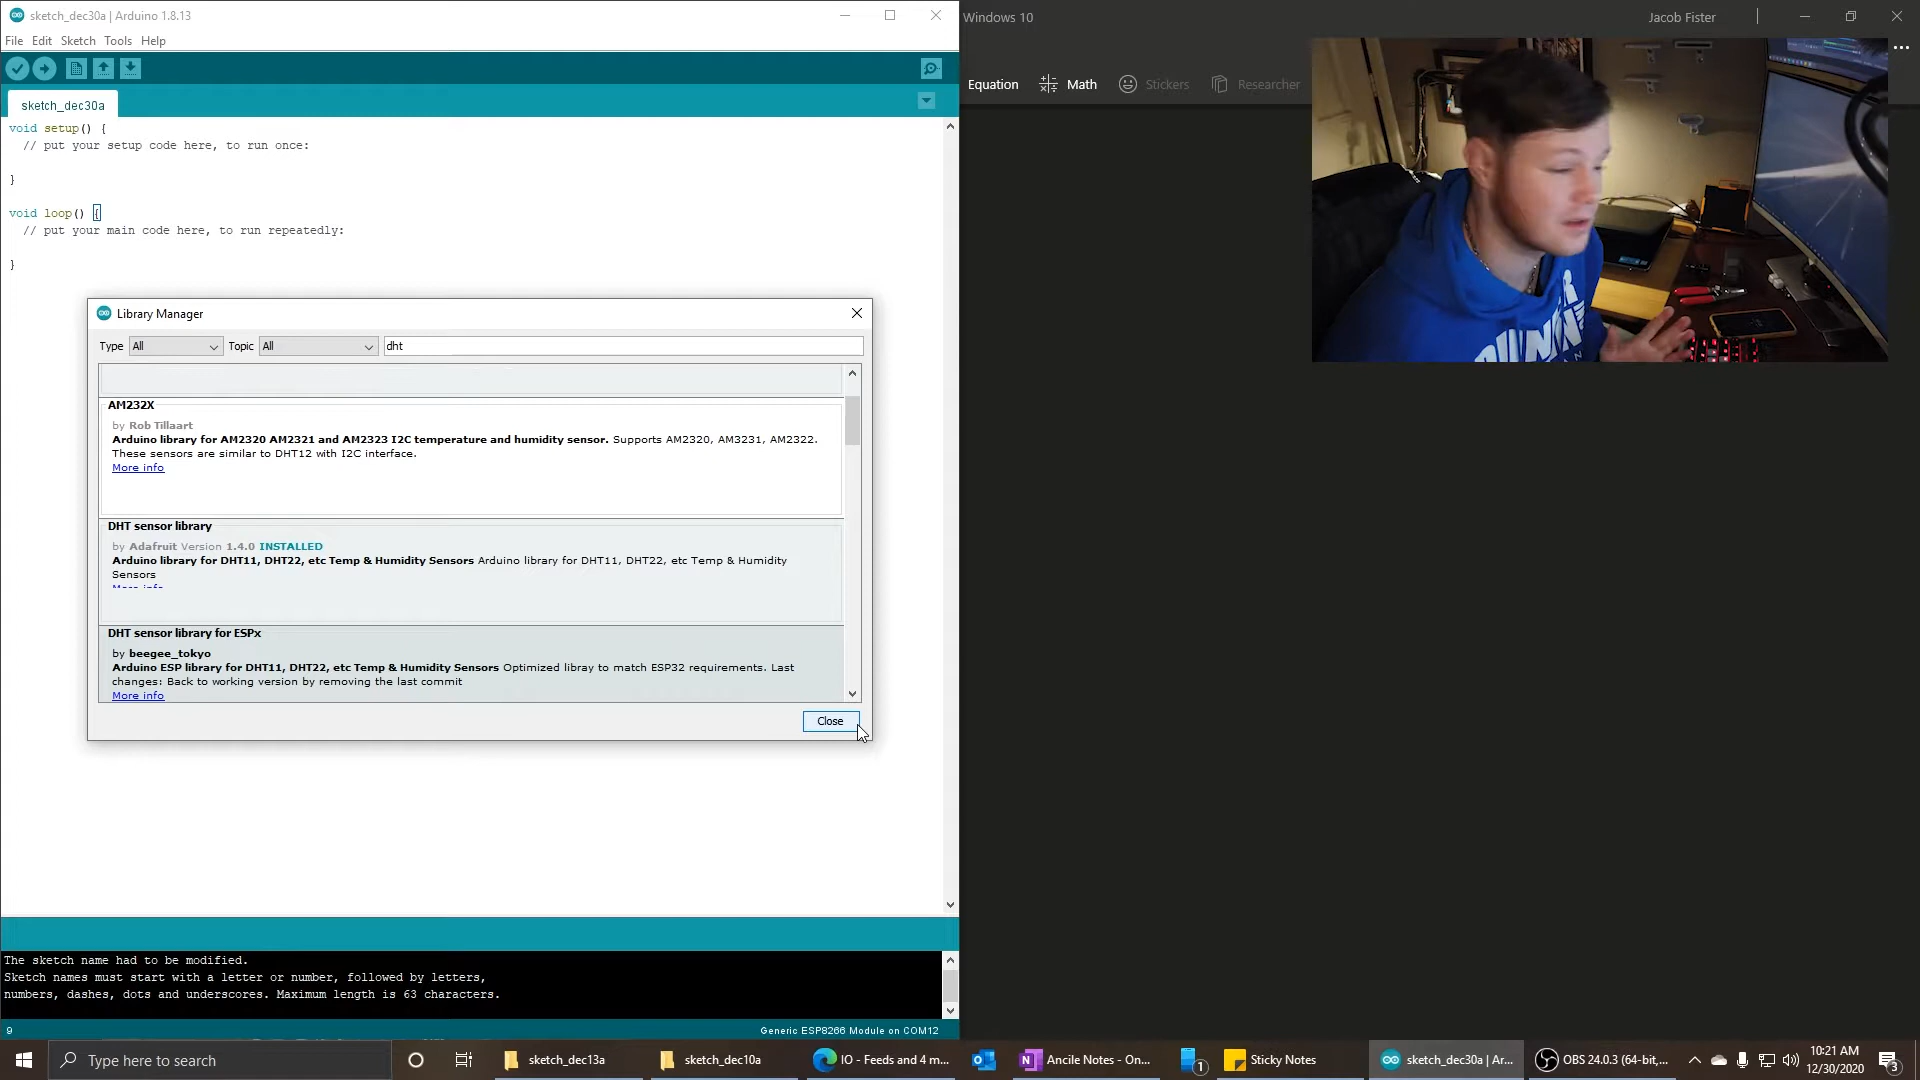 sketch_dec30a | Arduino 1.8.13
File Edit Sketch Tools Help
sketch_dec30a
void setup() {
// put your setup code here, to run once:
}
void loop() {
// put your main code here, to run repeatedly:
}
Library Manager
Type All Topic All dht
AM232X
by Rob Tillaart
Arduino library for AM2320 AM2321 and AM2323 I2C temperature and humidity sensor. Supports AM2320, AM3231, AM2322.
These sensors are similar to DHT12 with I2C interface.
More info
DHT sensor library
by Adafruit Version 1.4.0 INSTALLED
Arduino library for DHT11, DHT22, etc Temp & Humidity Sensors Arduino library for DHT11, DHT22, etc Temp & Humidity
Sensors
More info
DHT sensor library for ESPx
by beegee_tokyo
Arduino ESP library for DHT11, DHT22, etc Temp & Humidity Sensors Optimized libray to match ESP32 requirements. Last
changes: Back to working version by removing the last commit
More info
Close
The sketch name had to be modified.
Sketch names must start with a letter or number, followed by letters,
numbers, dashes, dots and underscores. Maximum length is 63 characters.
9 Generic ESP8266 Module on COM12
Windows 10 Jacob Fister
Equation Math Stickers Researcher
Type here to search
sketch_dec13a
sketch_dec10a
IO - Feeds and 4 m...
Ancile Notes - On...
1
Sticky Notes
sketch_dec30a | Ar...
OBS 24.0.3 (64-bit,...
10:21 AM
12/30/2020
3